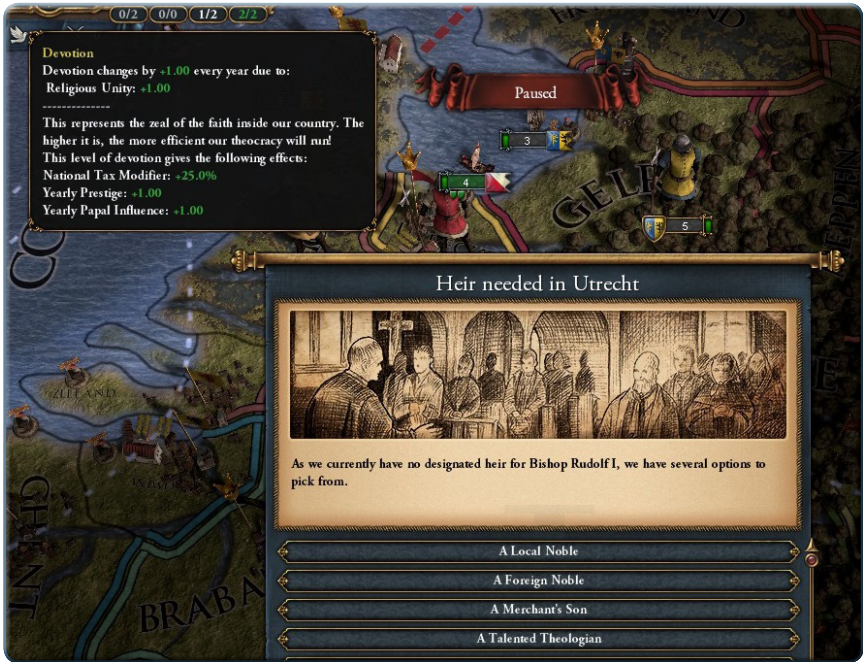 0/2 0/0 1/2 2/2
Devotion
Devotion changes by +1.00 every year due to:
Religious Unity: +1.00
--------------
This represents the zeal of the faith inside our country. The
higher it is, the more efficient our theocracy will run!
This level of devotion gives the following effects:
National Tax Modifier: +25.0%
Yearly Prestige: +1.00
Yearly Papal Influence: +1.00
Paused
3
4
GELR
5
Heir needed in Utrecht
ZEELAND
As we currently have no designated heir for Bishop Rudolf I, we have several options to
pick from.
GHENT
BRABA
A Local Noble
A Foreign Noble
A Merchant's Son
A Talented Theologian